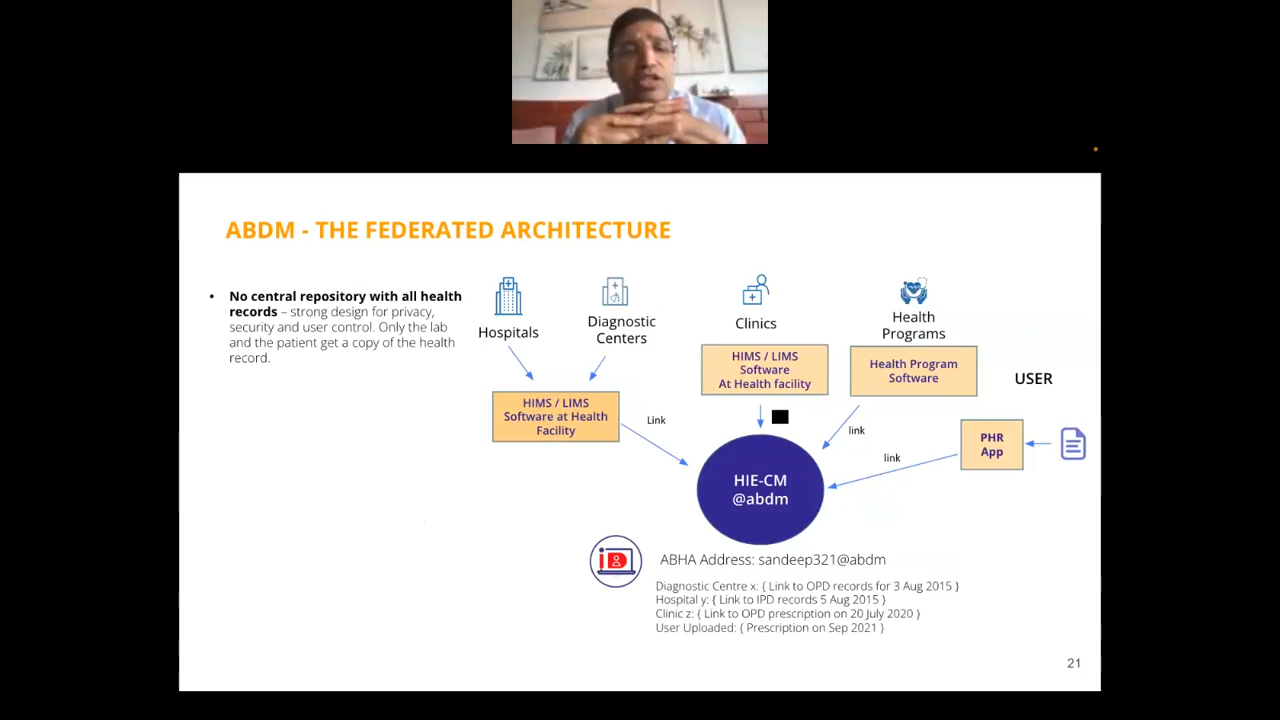 ABDM - THE FEDERATED ARCHITECTURE
• No central repository with all health
records – strong design for privacy,
security and user control. Only the lab
and the patient get a copy of the health
record.
Hospitals
Diagnostic
Centers
Clinics
Health
Programs
HIMS / LIMS
Software at Health
Facility
HIMS / LIMS
Software
At Health facility
Health Program
Software
USER
PHR
App
Link
link
link
HIE-CM
@abdm
iD
ABHA Address: sandeep321@abdm
Diagnostic Centre x: { Link to OPD records for 3 Aug 2015 }
Hospital y: { Link to IPD records 5 Aug 2015 }
Clinic z: { Link to OPD prescription on 20 July 2020 }
User Uploaded: { Prescription on Sep 2021 }
21